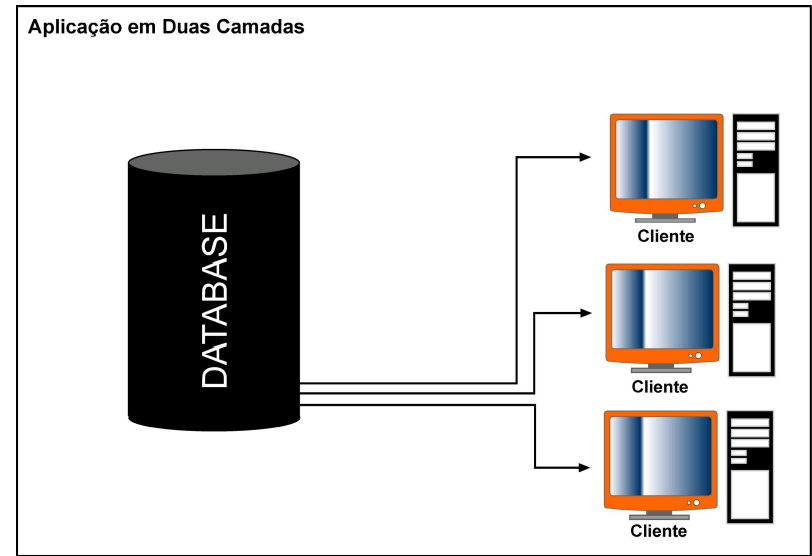 Aplicação em Duas Camadas
DATABASE
Cliente
Cliente
Cliente